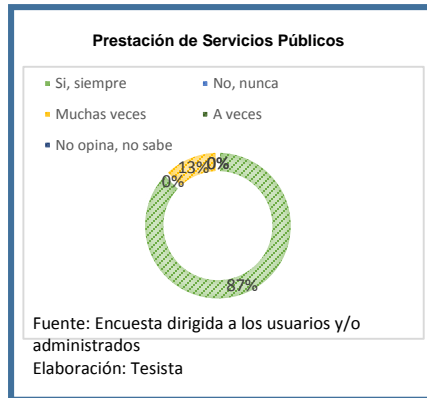 Prestación de Servicios Públicos
Si, siempre
No, nunca
Muchas veces
A veces
No opina, no sabe
13%
0%
0%
0%
87%
Fuente: Encuesta dirigida a los usuarios y/o
administrados
Elaboración: Tesista